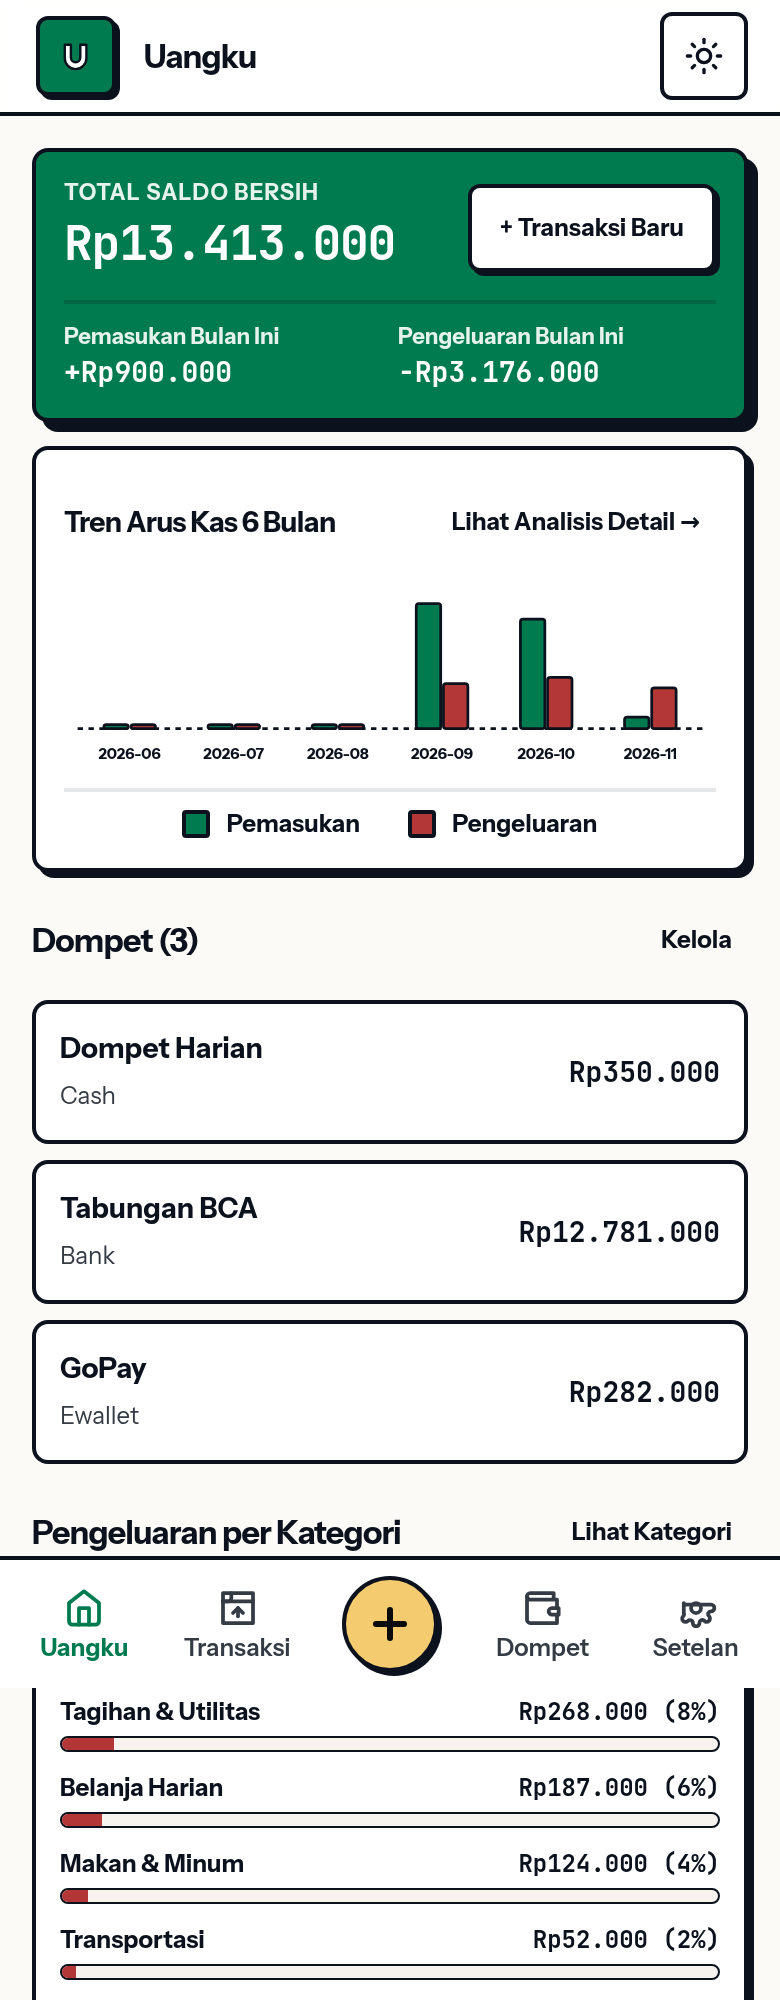 U Uangku
TOTAL SALDO BERSIH
Rp13.413.000
+ Transaksi Baru
Pemasukan Bulan Ini
+Rp900.000
Pengeluaran Bulan Ini
-Rp3.176.000
Tren Arus Kas 6 Bulan
Lihat Analisis Detail →
2026-06 2026-07 2026-08 2026-09 2026-10 2026-11
Pemasukan Pengeluaran
Dompet (3)
Kelola
Dompet Harian
Cash
Rp350.000
Tabungan BCA
Bank
Rp12.781.000
GoPay
Ewallet
Rp282.000
Pengeluaran per Kategori
Lihat Kategori
Uangku
Transaksi
Dompet
Setelan
Tagihan & Utilitas Rp268.000 (8%)
Belanja Harian Rp187.000 (6%)
Makan & Minum Rp124.000 (4%)
Transportasi Rp52.000 (2%)